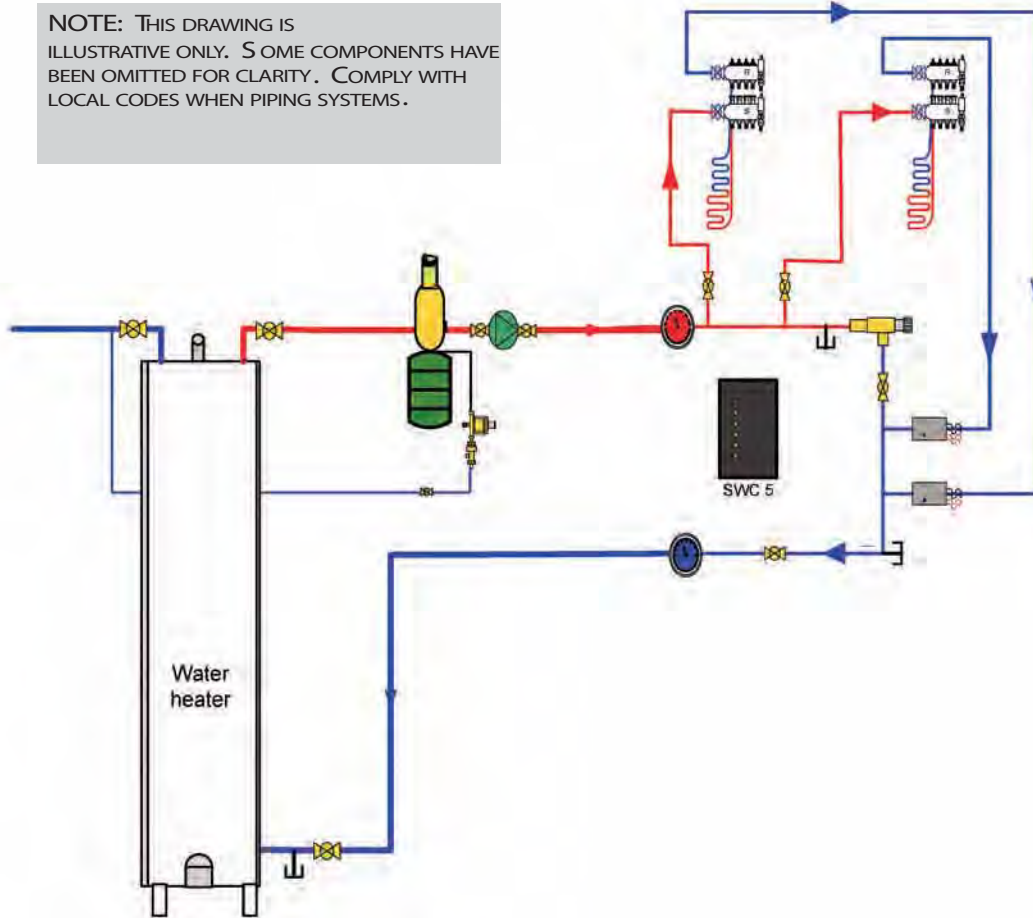 NOTE: THIS DRAWING IS
ILLUSTRATIVE ONLY. SOME COMPONENTS HAVE
BEEN OMITTED FOR CLARITY. COMPLY WITH
LOCAL CODES WHEN PIPING SYSTEMS.
R
R
S
S
SWC 5
Water
heater